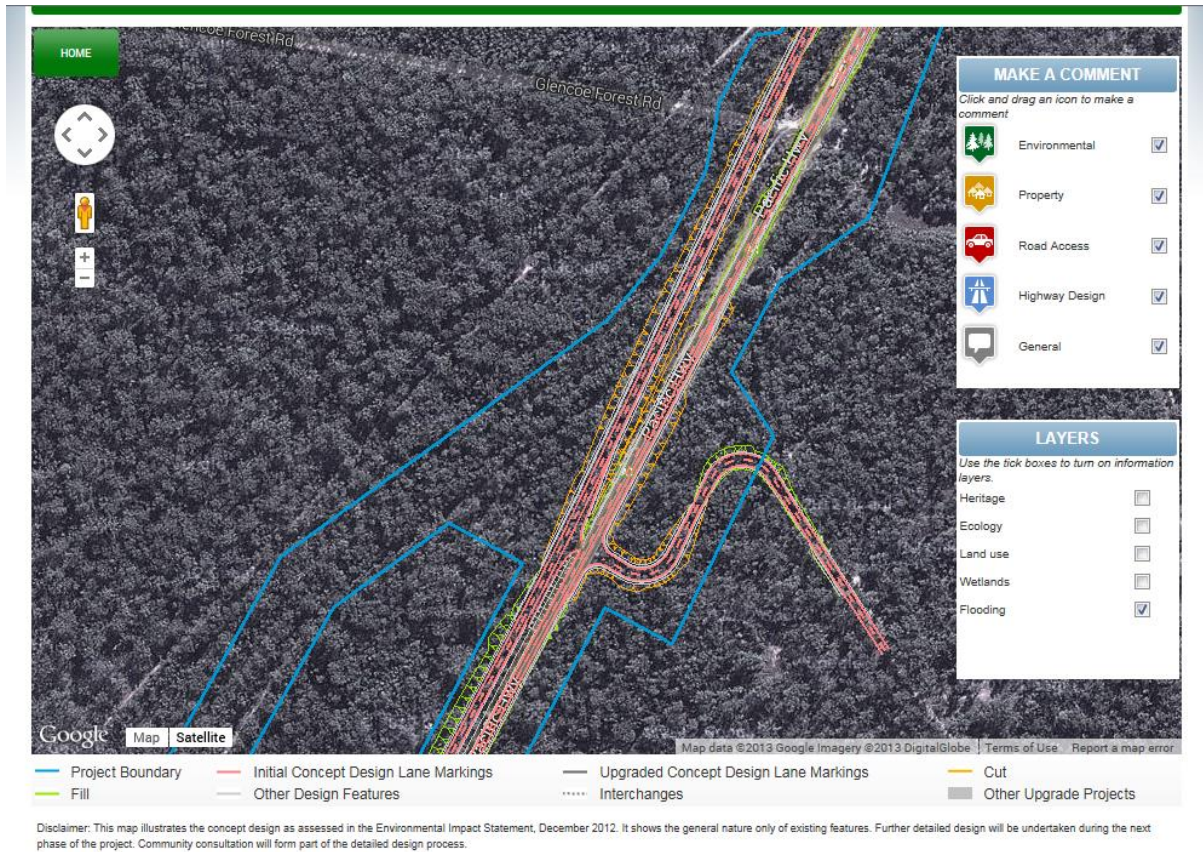 HOME
Glencoe Forest Rd
Glencoe Forest Rd
Pacific Hwy
Pacific Hwy
Pacific Hwy
+
−
MAKE A COMMENT
Click and drag an icon to make a
comment
Environmental
Property
Road Access
Highway Design
General
LAYERS
Use the tick boxes to turn on information
layers.
Heritage
Ecology
Land use
Wetlands
Flooding
Google Map Satellite
Map data ©2013 Google Imagery ©2013 DigitalGlobe Terms of Use Report a map error
Project Boundary Initial Concept Design Lane Markings Upgraded Concept Design Lane Markings Cut
Fill Other Design Features Interchanges Other Upgrade Projects
Disclaimer: This map illustrates the concept design as assessed in the Environmental Impact Statement, December 2012. It shows the general nature only of existing features. Further detailed design will be undertaken during the next
phase of the project. Community consultation will form part of the detailed design process.